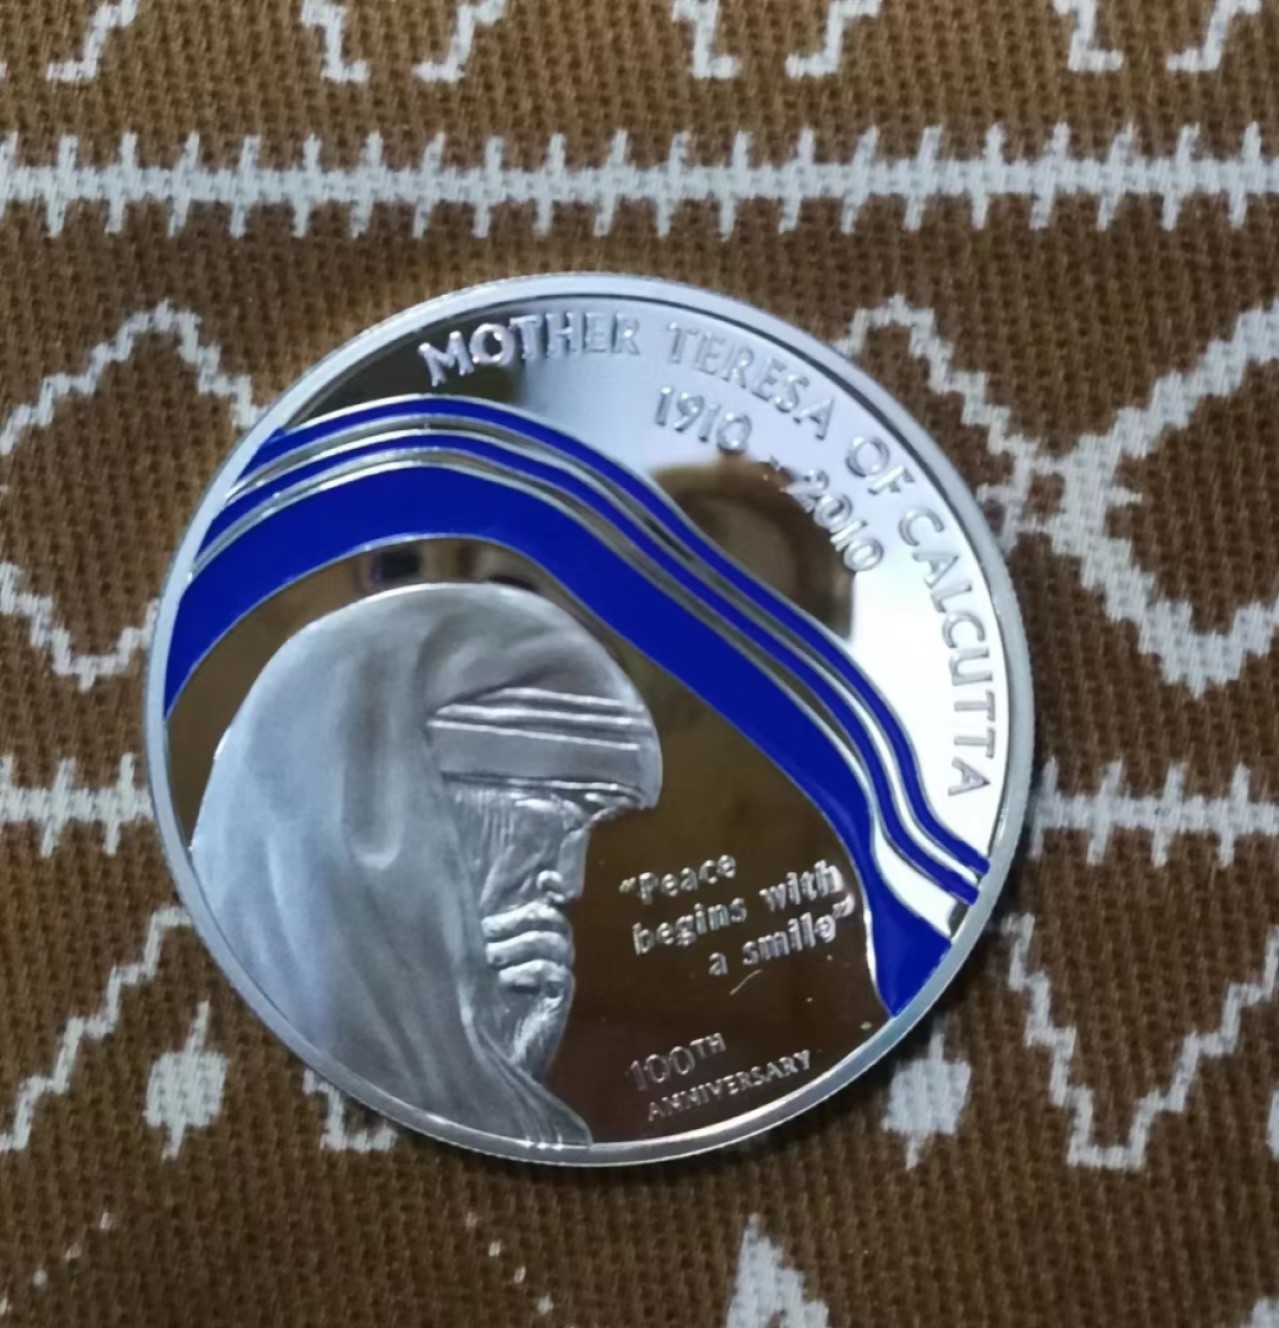 MOTHER TERESA OF CALCUTTA
1910 - 2010
"Peace
begins with
a smile"
100TH
ANNIVERSARY